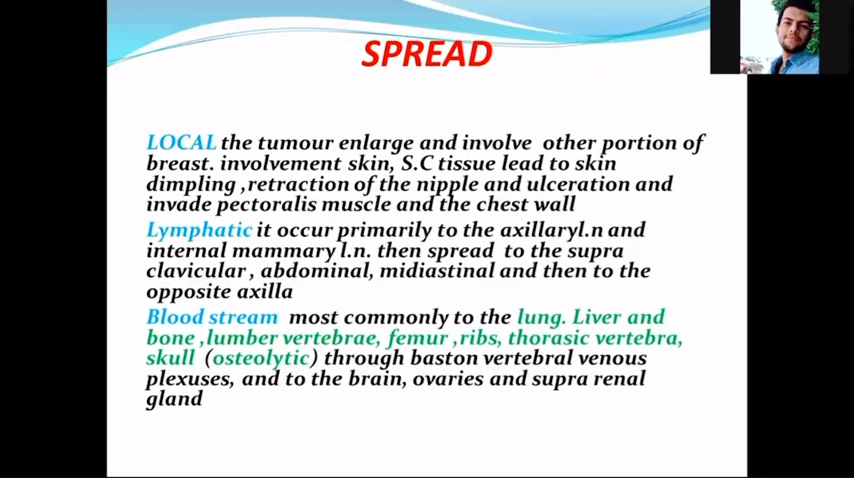 SPREAD
LOCAL the tumour enlarge and involve other portion of
breast. involvement skin, S.C tissue lead to skin
dimpling ,retraction of the nipple and ulceration and
invade pectoralis muscle and the chest wall
Lymphatic it occur primarily to the axillaryl.n and
internal mammary l.n. then spread to the supra
clavicular , abdominal, midiastinal and then to the
opposite axilla
Blood stream most commonly to the lung. Liver and
bone ,lumber vertebrae, femur ,ribs, thorasic vertebra,
skull (osteolytic) through baston vertebral venous
plexuses, and to the brain, ovaries and supra renal
gland